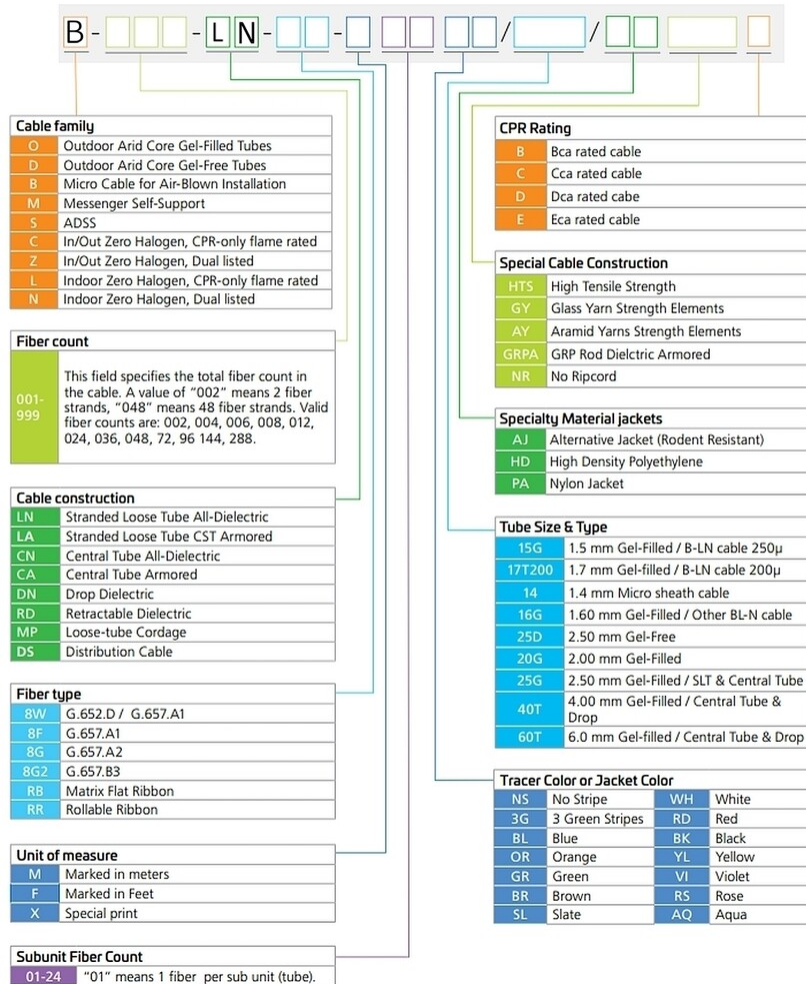 B - - L N - - - / /
Cable family
O Outdoor Arid Core Gel-Filled Tubes
D Outdoor Arid Core Gel-Free Tubes
B Micro Cable for Air-Blown Installation
M Messenger Self-Support
S ADSS
C In/Out Zero Halogen, CPR-only flame rated
Z In/Out Zero Halogen, Dual listed
L Indoor Zero Halogen, CPR-only flame rated
N Indoor Zero Halogen, Dual listed
Fiber count
001-
999
This field specifies the total fiber count in
the cable. A value of “002” means 2 fiber
strands, “048” means 48 fiber strands. Valid
fiber counts are: 002, 004, 006, 008, 012,
024, 036, 048, 72, 96 144, 288.
Cable construction
LN Stranded Loose Tube All-Dielectric
LA Stranded Loose Tube CST Armored
CN Central Tube All-Dielectric
CA Central Tube Armored
DN Drop Dielectric
RD Retractable Dielectric
MP Loose-tube Cordage
DS Distribution Cable
Fiber type
8W G.652.D / G.657.A1
8F G.657.A1
8G G.657.A2
8G2 G.657.B3
RB Matrix Flat Ribbon
RR Rollable Ribbon
Unit of measure
M Marked in meters
F Marked in Feet
X Special print
Subunit Fiber Count
01-24 “01” means 1 fiber per sub unit (tube).
CPR Rating
B Bca rated cable
C Cca rated cable
D Dca rated cabe
E Eca rated cable
Special Cable Construction
HTS High Tensile Strength
GY Glass Yarn Strength Elements
AY Aramid Yarns Strength Elements
GRPA GRP Rod Dielctric Armored
NR No Ripcord
Specialty Material jackets
AJ Alternative Jacket (Rodent Resistant)
HD High Density Polyethylene
PA Nylon Jacket
Tube Size & Type
15G 1.5 mm Gel-Filled / B-LN cable 250µ
17T200 1.7 mm Gel-filled / B-LN cable 200µ
14 1.4 mm Micro sheath cable
16G 1.60 mm Gel-Filled / Other BL-N cable
25D 2.50 mm Gel-Free
20G 2.00 mm Gel-Filled
25G 2.50 mm Gel-Filled / SLT & Central Tube
40T 4.00 mm Gel-Filled / Central Tube &
Drop
60T 6.0 mm Gel-filled / Central Tube & Drop
Tracer Color or Jacket Color
NS No Stripe WH White
3G 3 Green Stripes RD Red
BL Blue BK Black
OR Orange YL Yellow
GR Green VI Violet
BR Brown RS Rose
SL Slate AQ Aqua